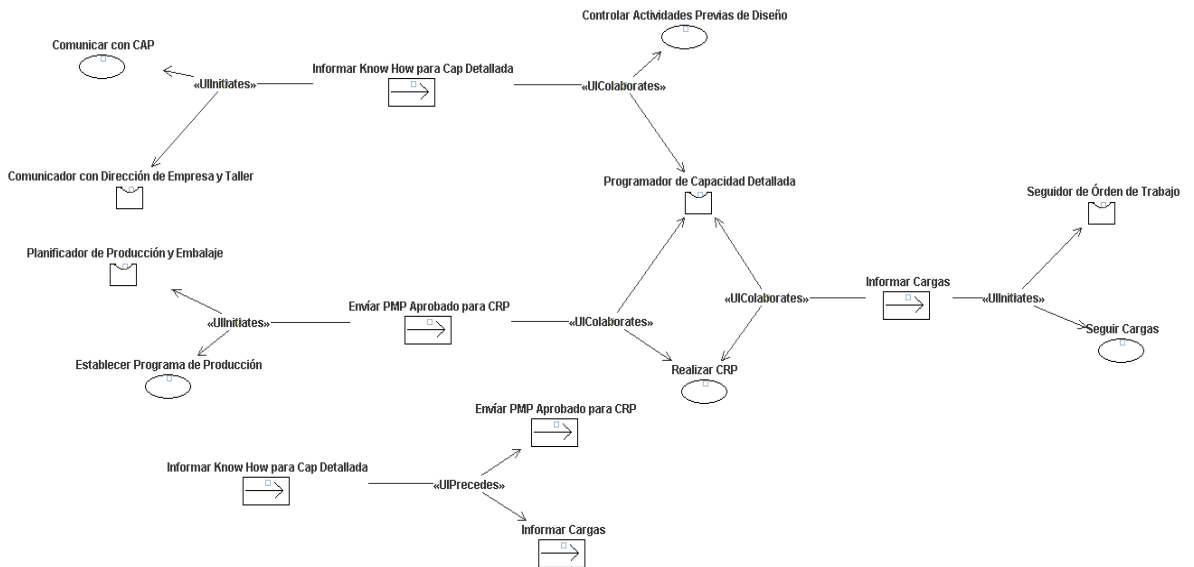 Controlar Actividades Previas de Diseño
Comunicar con CAP
Informar Know How para Cap Detallada
«UIInitiates»
«UIColaborates»
Comunicador con Dirección de Empresa y Taller
Programador de Capacidad Detallada
Seguidor de Órden de Trabajo
Planificador de Producción y Embalaje
Informar Cargas
«UIColaborates»
«UIInitiates»
Envíar PMP Aprobado para CRP
«UIInitiates»
«UIColaborates»
Seguir Cargas
Establecer Programa de Producción
Realizar CRP
Envíar PMP Aprobado para CRP
Informar Know How para Cap Detallada
«UIPrecedes»
Informar Cargas